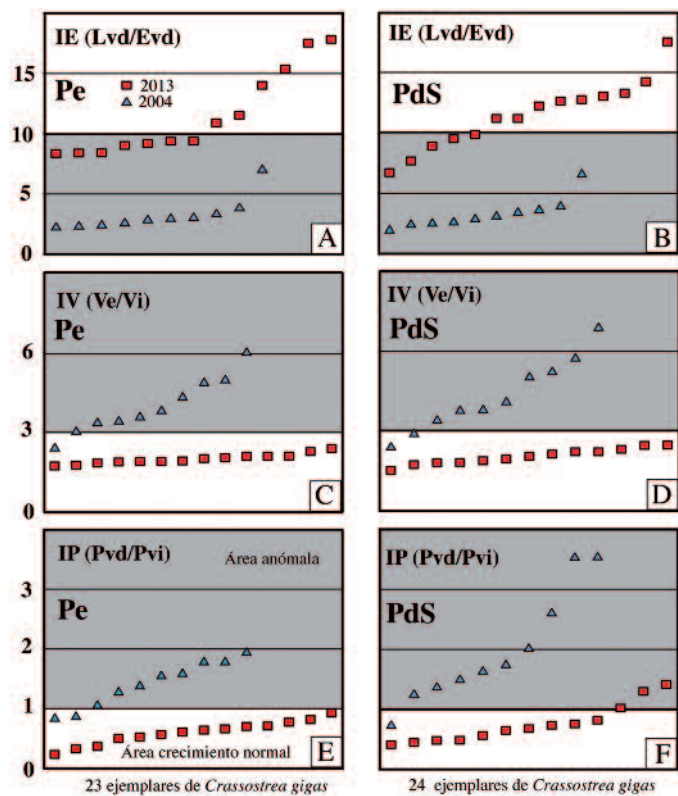 IE (Lvd/Evd)
Pe
2013
2004
15
10
5
0
A
IE (Lvd/Evd)
PdS
B
IV (Ve/Vi)
Pe
6
3
0
C
IV (Ve/Vi)
PdS
D
IP (Pvd/Pvi)
Área anómala
Pe
3
2
1
0
Área crecimiento normal
E
IP (Pvd/Pvi)
PdS
F
23 ejemplares de Crassostrea gigas
24 ejemplares de Crassostrea gigas